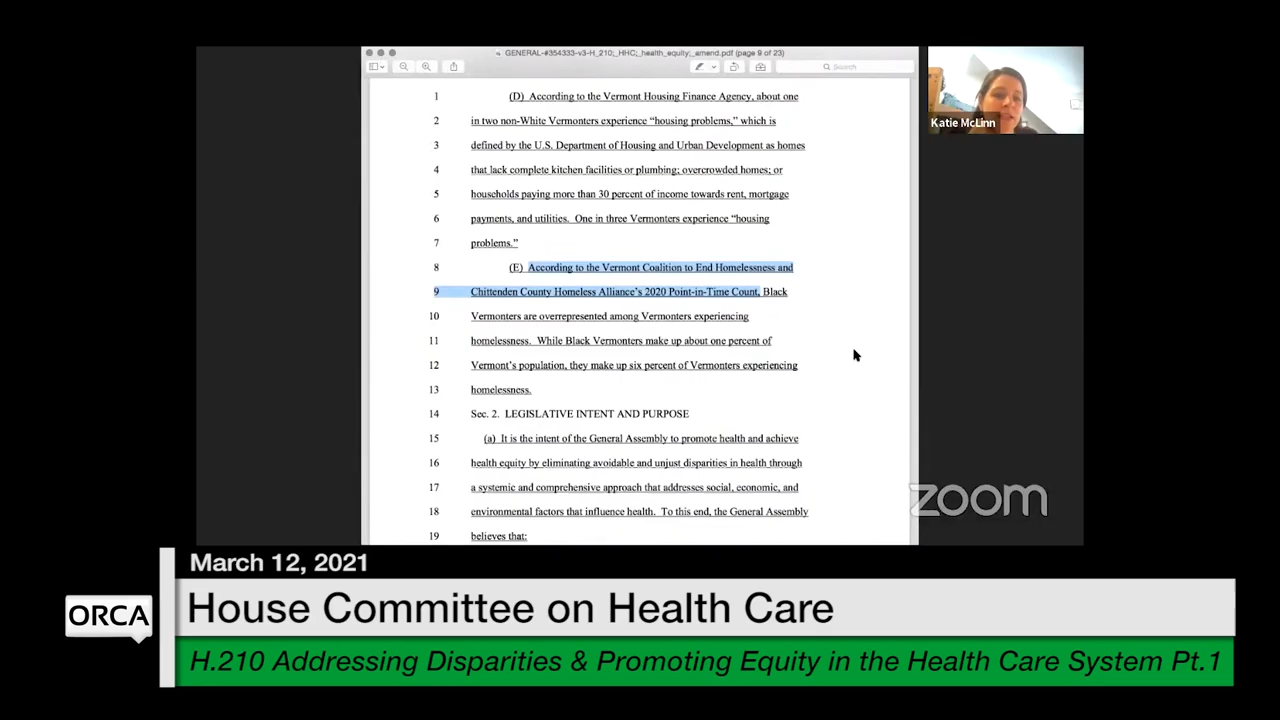 GENERAL-#354333-v3-H_210;_HHC;_health_equity;_amend.pdf (page 9 of 23)
Search
1 (D) According to the Vermont Housing Finance Agency, about one
2 in two non-White Vermonters experience “housing problems,” which is
3 defined by the U.S. Department of Housing and Urban Development as homes
4 that lack complete kitchen facilities or plumbing; overcrowded homes; or
5 households paying more than 30 percent of income towards rent, mortgage
6 payments, and utilities. One in three Vermonters experience “housing
7 problems.”
8 (E) According to the Vermont Coalition to End Homelessness and
9 Chittenden County Homeless Alliance’s 2020 Point-in-Time Count, Black
10 Vermonters are overrepresented among Vermonters experiencing
11 homelessness. While Black Vermonters make up about one percent of
12 Vermont’s population, they make up six percent of Vermonters experiencing
13 homelessness.
14 Sec. 2. LEGISLATIVE INTENT AND PURPOSE
15 (a) It is the intent of the General Assembly to promote health and achieve
16 health equity by eliminating avoidable and unjust disparities in health through
17 a systemic and comprehensive approach that addresses social, economic, and
18 environmental factors that influence health. To this end, the General Assembly
19 believes that:
Katie McLinn
zoom
March 12, 2021
ORCA
House Committee on Health Care
H.210 Addressing Disparities & Promoting Equity in the Health Care System Pt.1